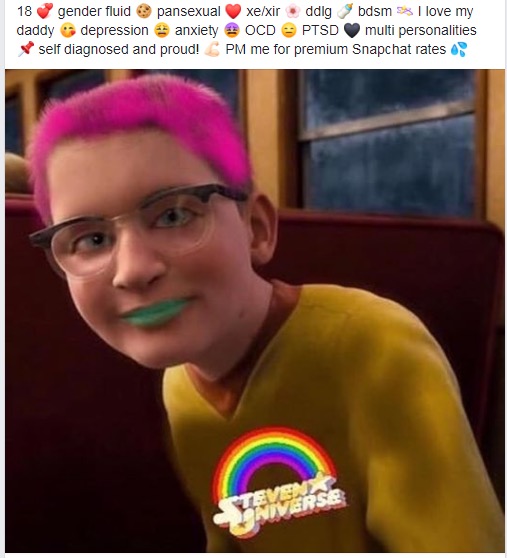 18 💕 gender fluid 🍪 pansexual ❤️ xe/xir 🌸 ddlg 🍼 bdsm 🎏 I love my
daddy 😘 depression 😫 anxiety 👿 OCD 😑 PTSD 🖤 multi personalities
📌 self diagnosed and proud! 💪🏻 PM me for premium Snapchat rates 💦
STEVEN
UNIVERSE